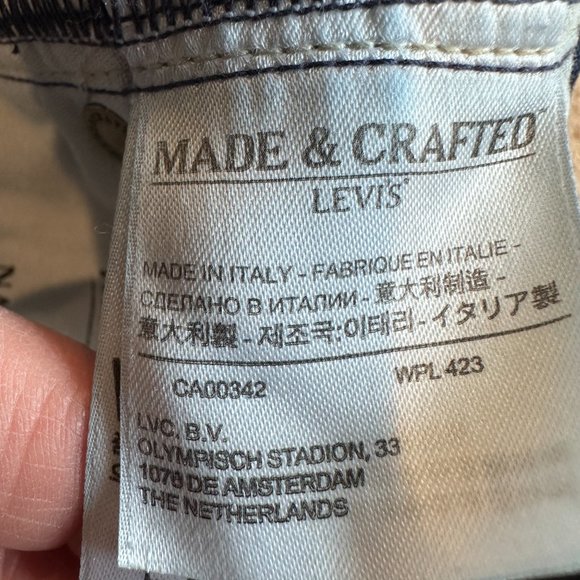 MADE & CRAFTED™
LEVI'S®
MADE IN ITALY - FABRIQUE EN ITALIE -
СДЕЛАНО В ИТАЛИИ - 意大利制造 -
意大利製 - 제조국:이태리 - イタリア製
CA00342 WPL 423
LVC. B.V.
OLYMPISCH STADION, 33
1076 DE AMSTERDAM
THE NETHERLANDS